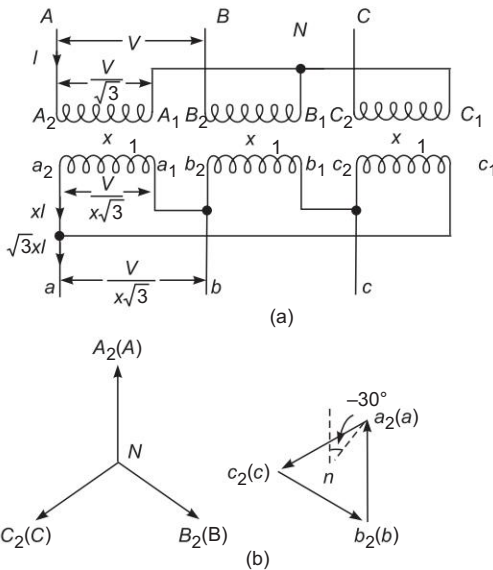 A B N C
I V
V/√3
A₂ A₁ B₂ B₁ C₂ C₁
x 1 x 1 x 1
a₂ a₁ b₂ b₁ c₂ c₁
V/x√3
xI
√3xI
V/x√3
a b c
(a)
A₂(A)
–30°
a₂(a)
N
c₂(c)
n
C₂(C) B₂(B) b₂(b)
(b)